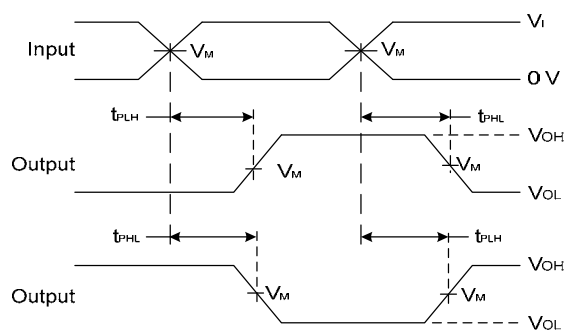 VI
Input VM VM
0 V
tPLH tPHL
VOH
Output VM VM
VOL
tPHL tPLH
VOH
Output VM VM
VOL